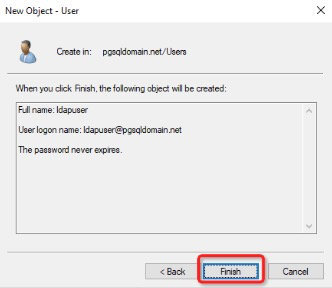 New Object - User
Create in: pgsqldomain.net/Users
When you click Finish, the following object will be created:
Full name: ldapuser
User logon name: ldapuser@pgsqldomain.net
The password never expires.
< Back Finish Cancel